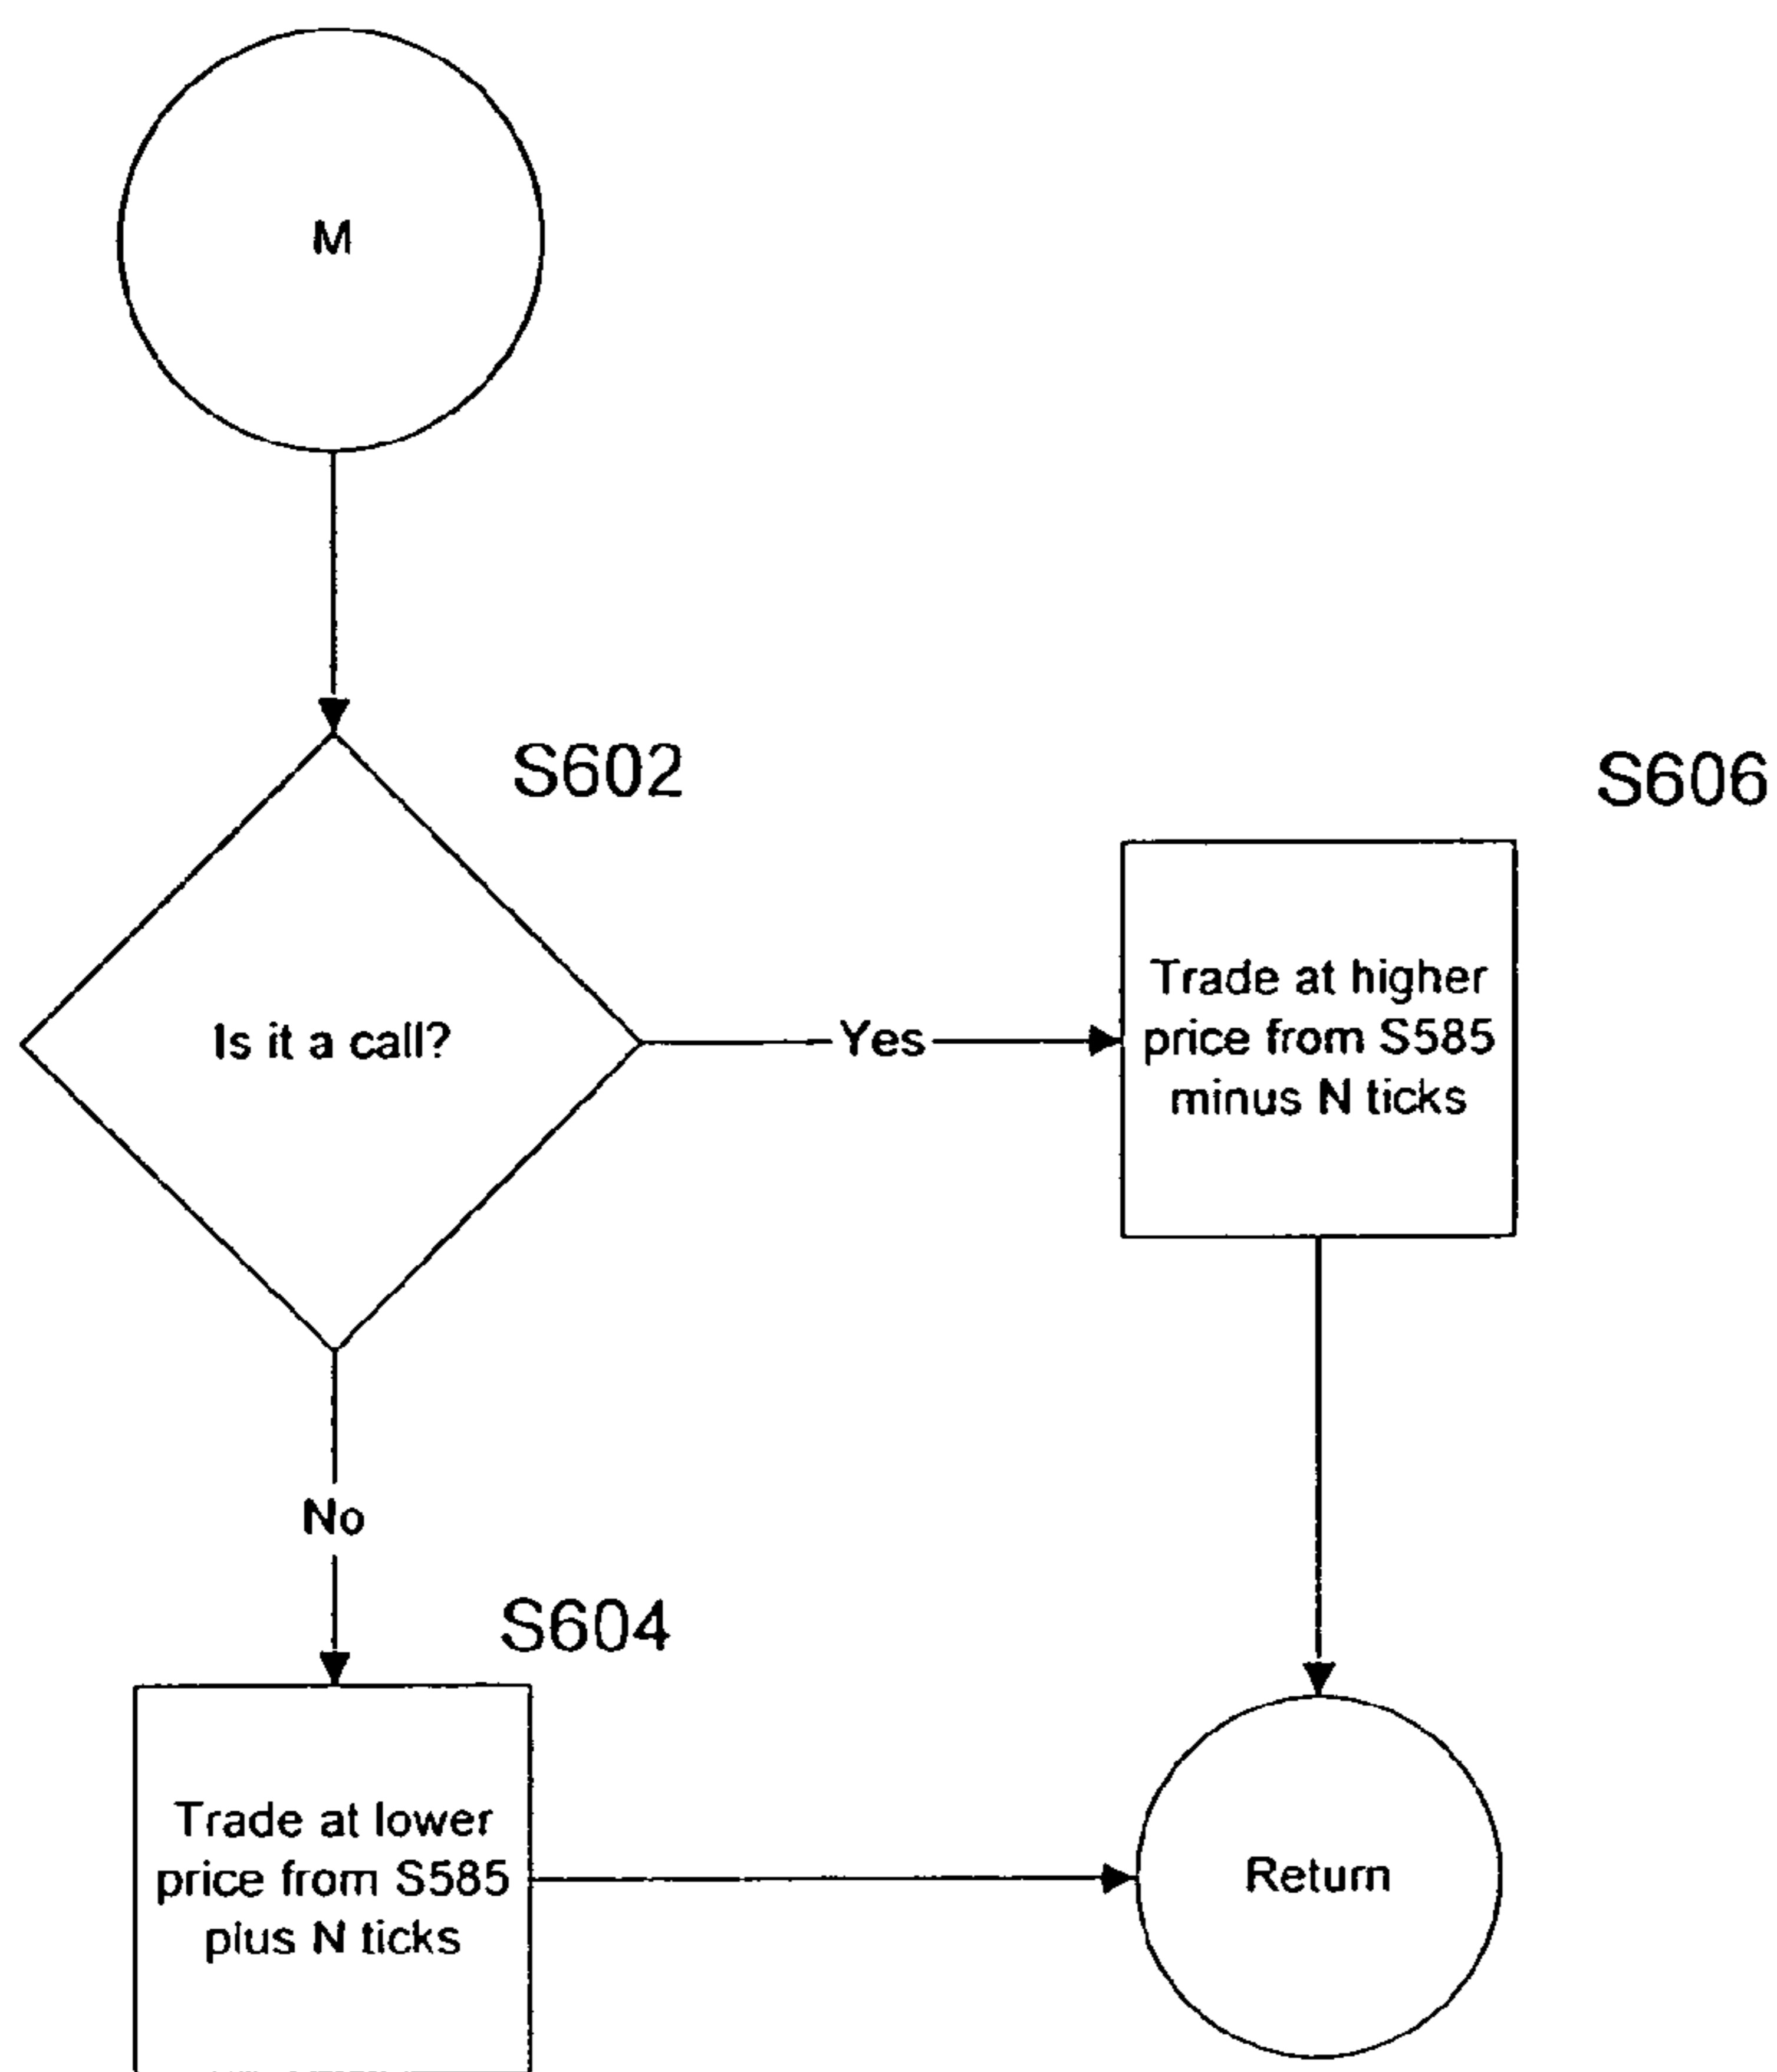 M
S602
S606
Is it a call?
Yes
Trade at higher
price from S585
minus N ticks
No
S604
Trade at lower
price from S585
plus N ticks
Return